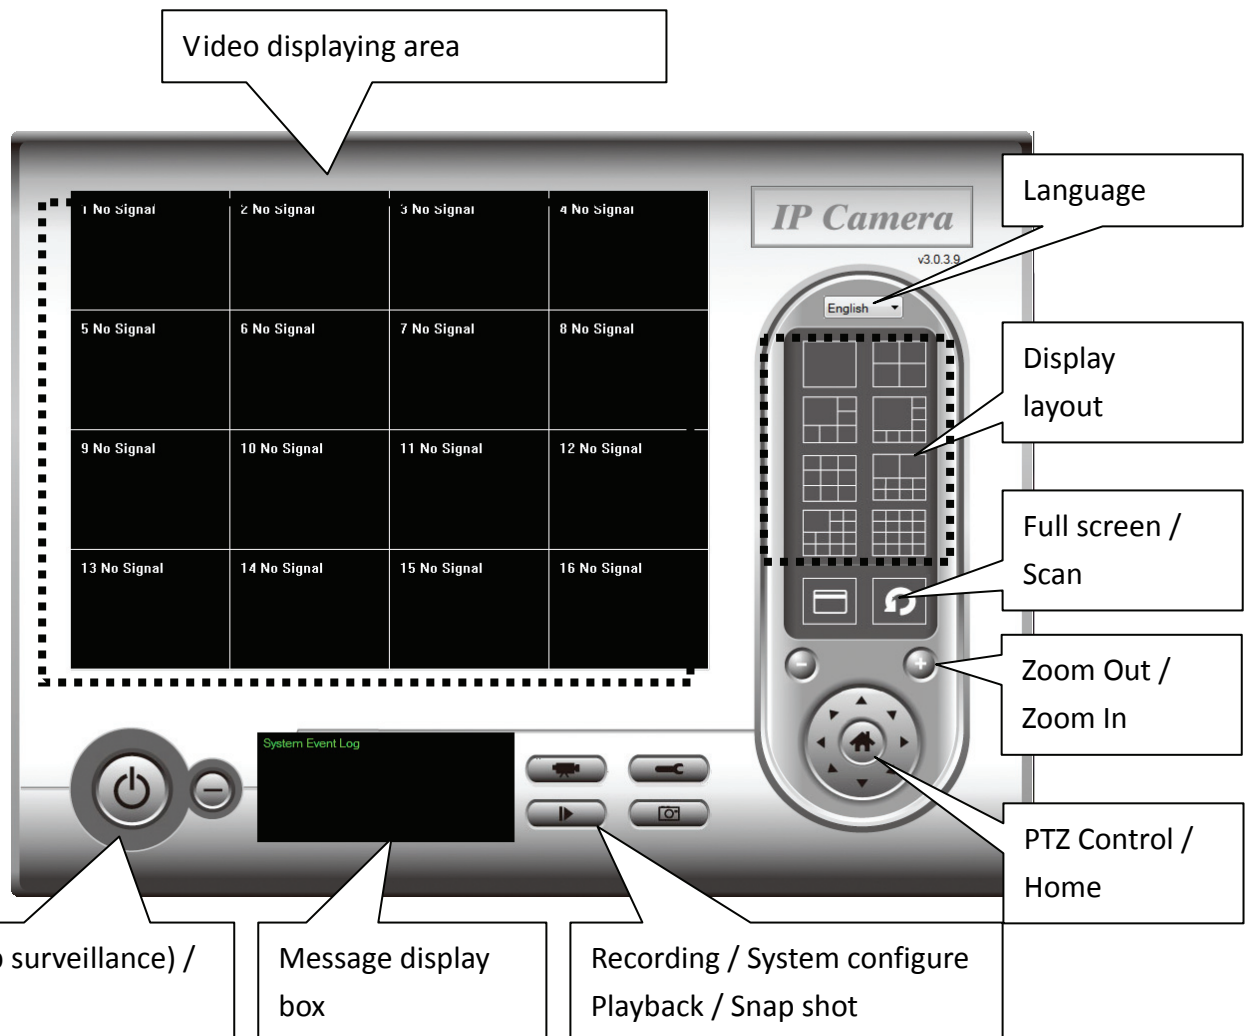 Video displaying area
1 No Signal
2 No Signal
3 No Signal
4 No Signal
5 No Signal
6 No Signal
7 No Signal
8 No Signal
9 No Signal
10 No Signal
11 No Signal
12 No Signal
13 No Signal
14 No Signal
15 No Signal
16 No Signal
IP Camera
v3.0.3.9
English
Language
Display
layout
Full screen /
Scan
Zoom Out /
Zoom In
PTZ Control /
Home
System Event Log
surveillance) /
Message display
box
Recording / System configure
Playback / Snap shot